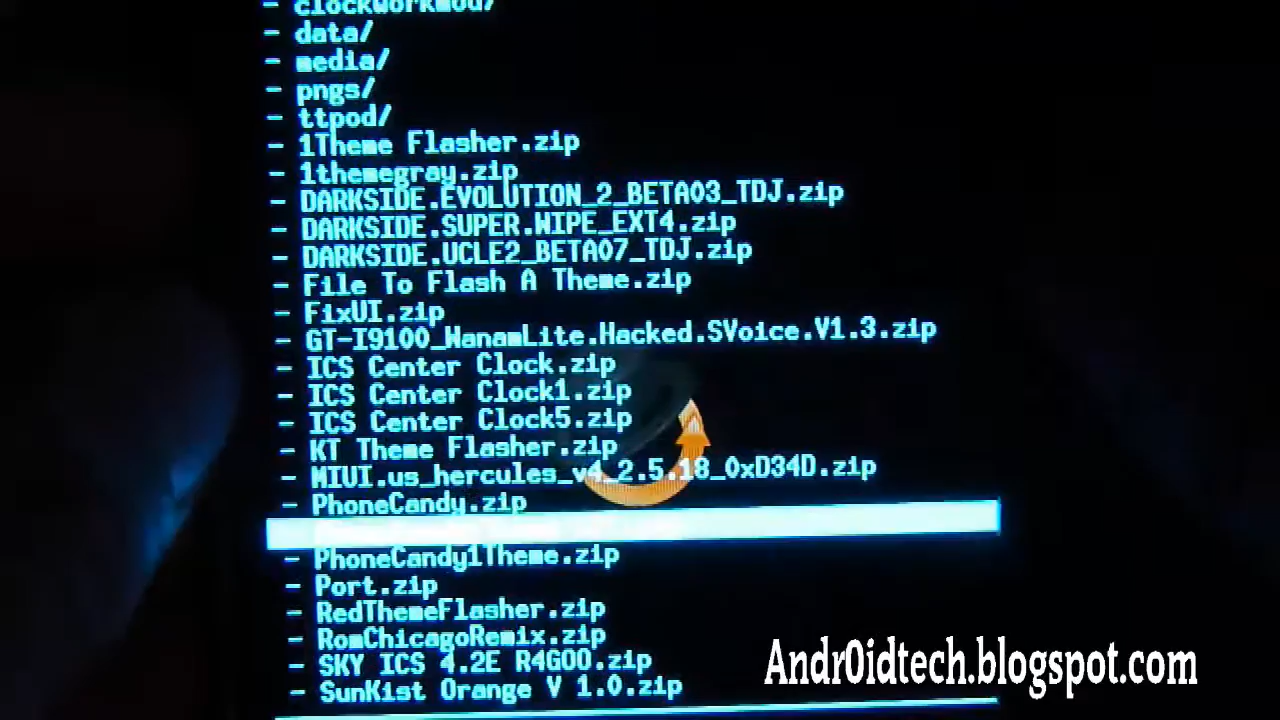 - clockworkmod/
- data/
- media/
- pngs/
- ttpod/
- 1Theme Flasher.zip
- 1themegray.zip
- DARKSIDE.EVOLUTION_2_BETA03_TDJ.zip
- DARKSIDE.SUPER.WIPE_EXT4.zip
- DARKSIDE.UCLE2_BETA07_TDJ.zip
- File To Flash A Theme.zip
- FixUI.zip
- GT-I9100_WanamLite.Hacked.SVoice.V1.3.zip
- ICS Center Clock.zip
- ICS Center Clock1.zip
- ICS Center Clock5.zip
- KT Theme Flasher.zip
- MIUI.us_hercules_v4_2.5.18_0xD34D.zip
- PhoneCandy.zip
- PhoneCandy1Theme.zip
- Port.zip
- RedThemeFlasher.zip
- RomChicagoRemix.zip
- SKY ICS 4.2E R4GOO.zip
- SunKist Orange V 1.0.zip
Andr0idtech.blogspot.com